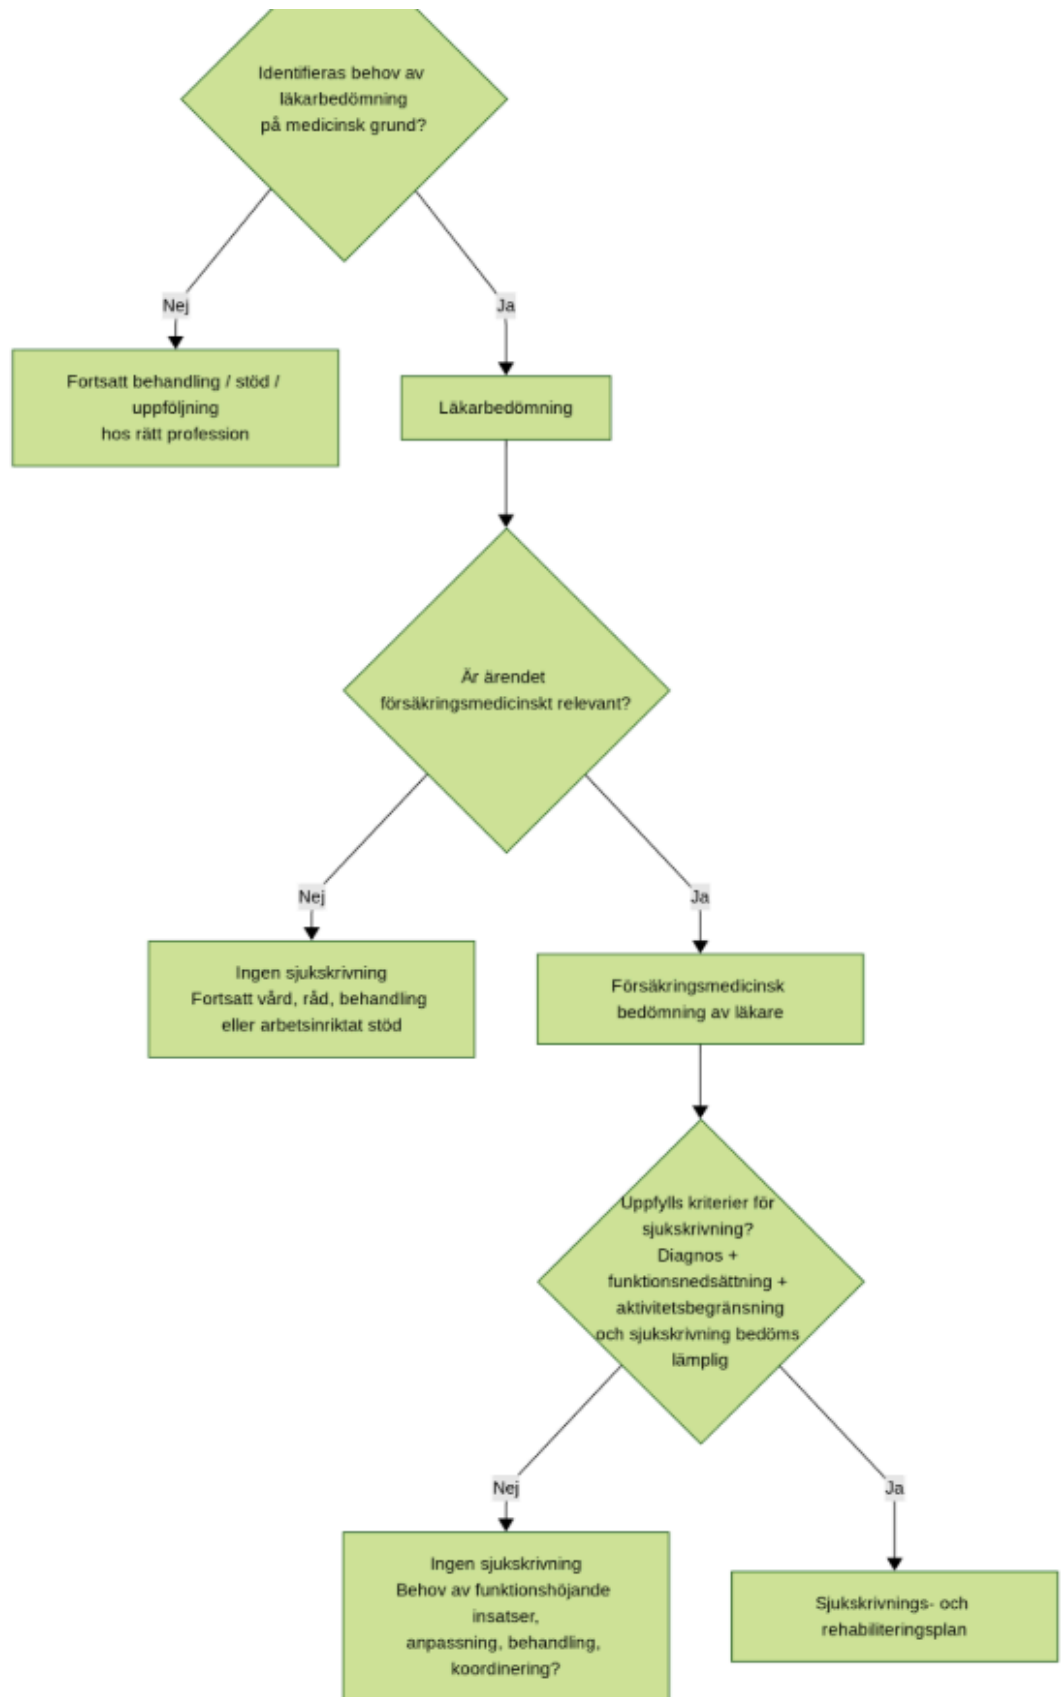 Identifieras behov av
läkarbedömning
på medicinsk grund?
Nej
Ja
Fortsatt behandling / stöd /
uppföljning
hos rätt profession
Läkarbedömning
Är ärendet
försäkringsmedicinskt relevant?
Nej
Ja
Ingen sjukskrivning
Fortsatt vård, råd, behandling
eller arbetsinriktat stöd
Försäkringsmedicinsk
bedömning av läkare
Uppfylls kriterier för
sjukskrivning?
Diagnos +
funktionsnedsättning +
aktivitetsbegränsning
och sjukskrivning bedöms
lämplig
Nej
Ja
Ingen sjukskrivning
Behov av funktionshöjande
insatser,
anpassning, behandling,
koordinering?
Sjukskrivnings- och
rehabiliteringsplan